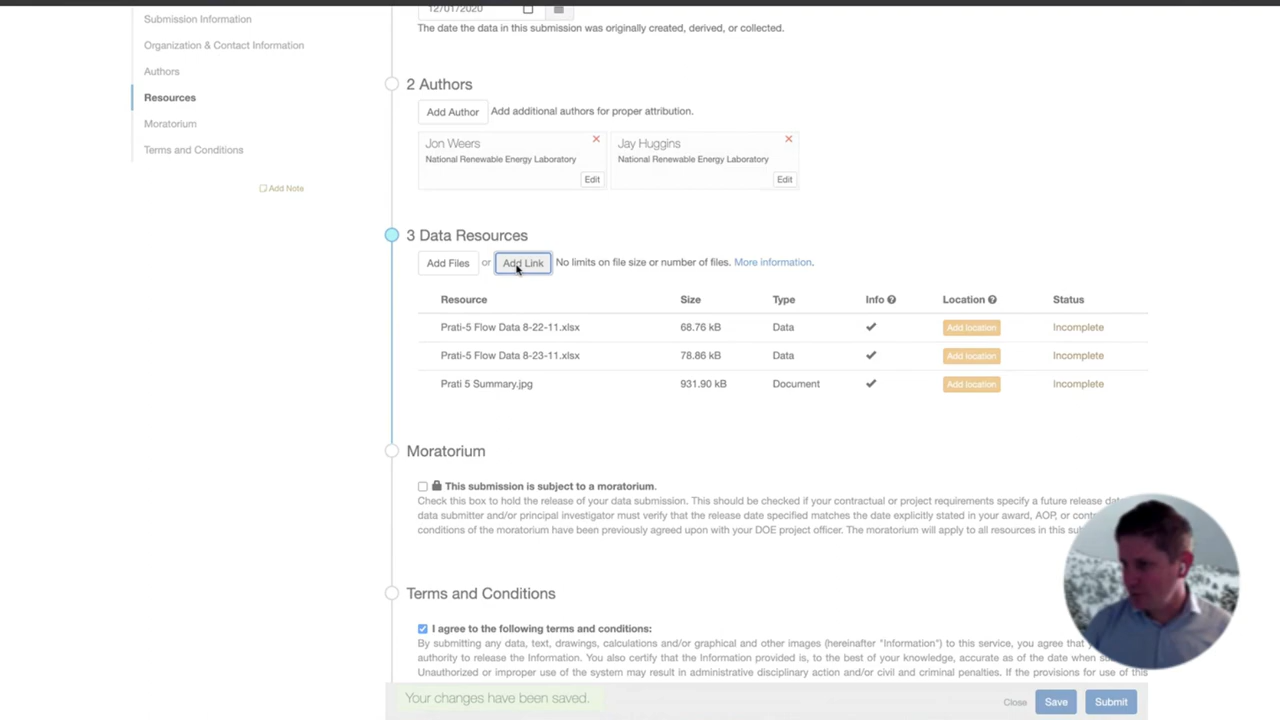 Submission Information
Organization & Contact Information
Authors
Resources
Moratorium
Terms and Conditions
Add Note
12/01/2020
The date the data in this submission was originally created, derived, or collected.
2 Authors
Add Author Add additional authors for proper attribution.
Jon Weers
National Renewable Energy Laboratory
Edit
Jay Huggins
National Renewable Energy Laboratory
Edit
3 Data Resources
Add Files or Add Link No limits on file size or number of files. More information.
Resource Size Type Info Location Status
Prati-5 Flow Data 8-22-11.xlsx 68.76 kB Data Add location Incomplete
Prati-5 Flow Data 8-23-11.xlsx 78.86 kB Data Add location Incomplete
Prati 5 Summary.jpg 931.90 kB Document Add location Incomplete
Moratorium
This submission is subject to a moratorium.
Check this box to hold the release of your data submission. This should be checked if your contractual or project requirements specify a future release
data submitter and/or principal investigator must verify that the release date specified matches the date explicitly stated in your award, AOP, or
conditions of the moratorium have been previously agreed upon with your DOE project officer. The moratorium will apply to all resources in this
Terms and Conditions
I agree to the following terms and conditions:
By submitting any data, text, drawings, calculations and/or graphical and other images (hereinafter "Information") to this service, you agree
authority to release the Information. You also certify that the Information provided is, to the best of your knowledge, accurate as of the date when
Unauthorized or improper use of the system may result in administrative disciplinary action and/or civil and criminal penalties. If the provisions for use of this
Your changes have been saved.
Close Save Submit